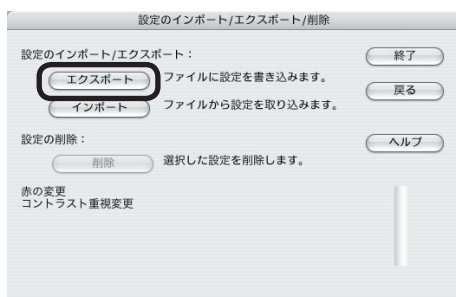 設定のインポート/エクスポート/削除
設定のインポート/エクスポート：
エクスポート ファイルに設定を書き込みます。
インポート ファイルから設定を取り込みます。
設定の削除：
削除 選択した設定を削除します。
赤の変更
コントラスト重視変更
終了
戻る
ヘルプ